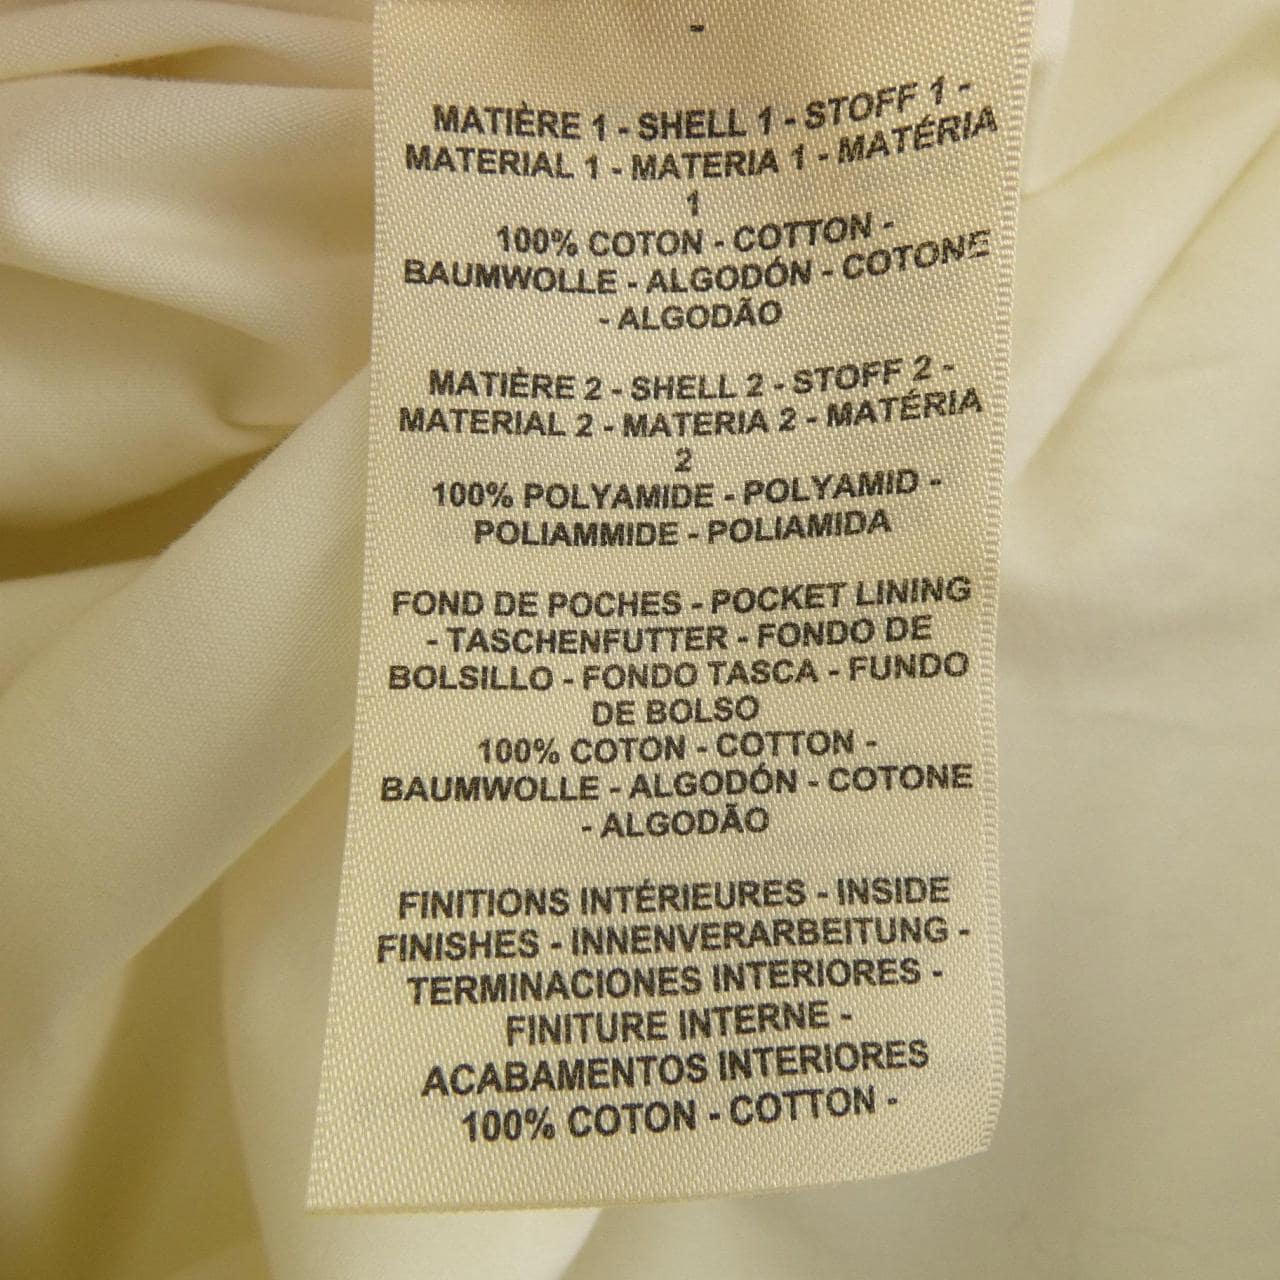 -
MATIÈRE 1 - SHELL 1 - STOFF 1 -
MATERIAL 1 - MATERIA 1 - MATÉRIA
1
100% COTON - COTTON -
BAUMWOLLE - ALGODÓN - COTONE
- ALGODÃO
MATIÈRE 2 - SHELL 2 - STOFF 2 -
MATERIAL 2 - MATERIA 2 - MATÉRIA
2
100% POLYAMIDE - POLYAMID -
POLIAMMIDE - POLIAMIDA
FOND DE POCHES - POCKET LINING
- TASCHENFUTTER - FONDO DE
BOLSILLO - FONDO TASCA - FUNDO
DE BOLSO
100% COTON - COTTON -
BAUMWOLLE - ALGODÓN - COTONE
- ALGODÃO
FINITIONS INTÉRIEURES - INSIDE
FINISHES - INNENVERARBEITUNG -
TERMINACIONES INTERIORES -
FINITURE INTERNE -
ACABAMENTOS INTERIORES
100% COTON - COTTON -